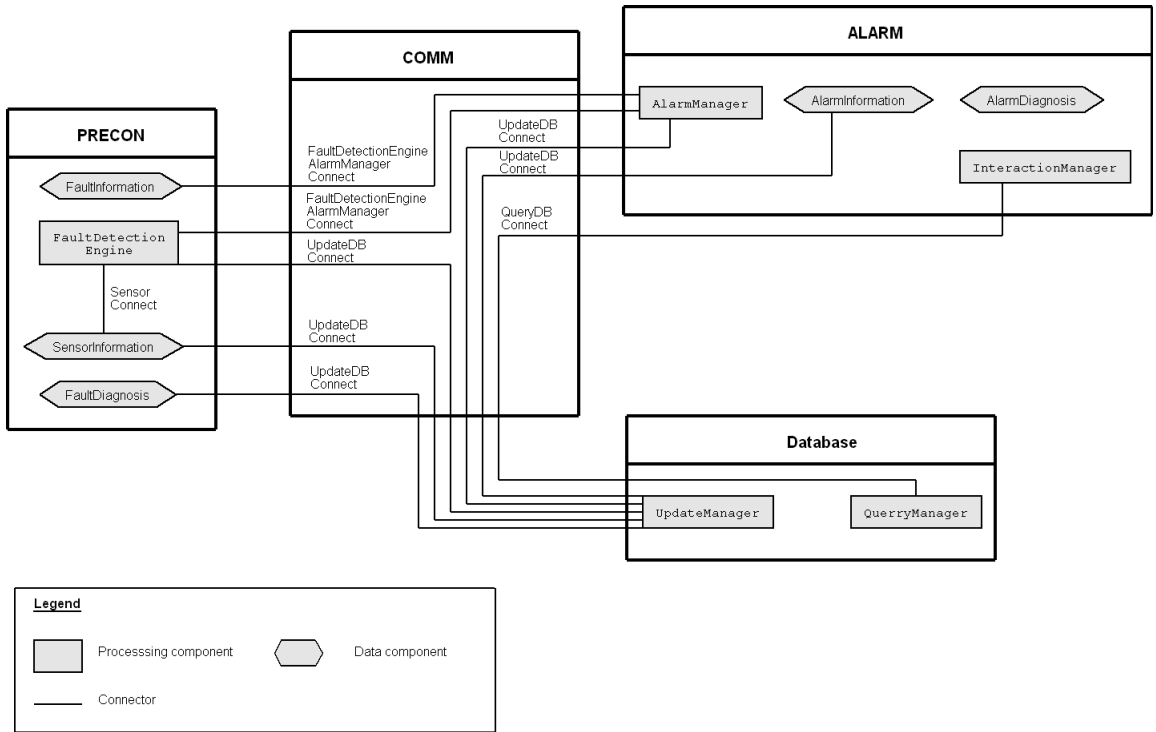 ALARM
COMM
AlarmManager
AlarmInformation
AlarmDiagnosis
PRECON
UpdateDB
Connect
FaultDetectionEngine
AlarmManager
Connect
UpdateDB
Connect
InteractionManager
FaultInformation
FaultDetectionEngine
AlarmManager
Connect
QueryDB
Connect
FaultDetection
Engine
UpdateDB
Connect
Sensor
Connect
UpdateDB
Connect
SensorInformation
UpdateDB
Connect
FaultDiagnosis
Database
UpdateManager
QuerryManager
Legend
Processsing component
Data component
Connector